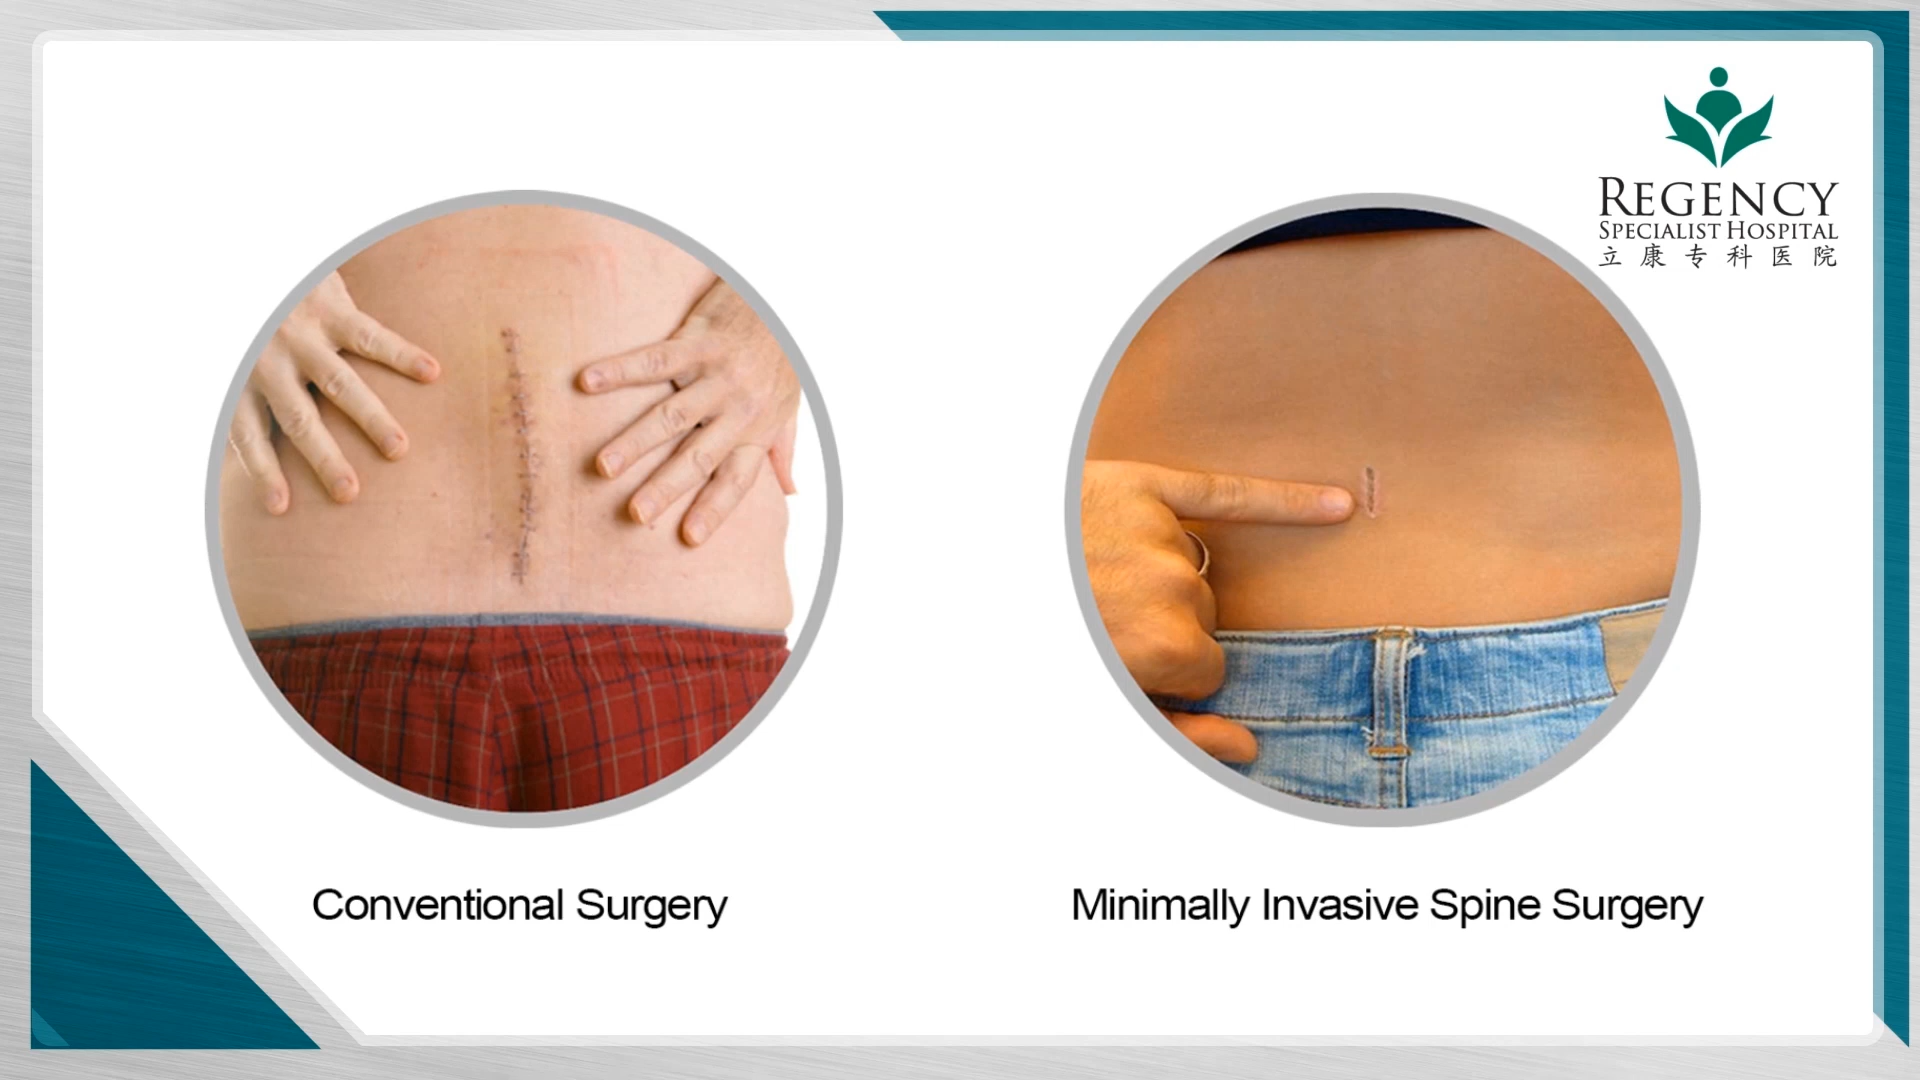 REGENCY
SPECIALIST HOSPITAL
立康专科医院
Conventional Surgery
Minimally Invasive Spine Surgery